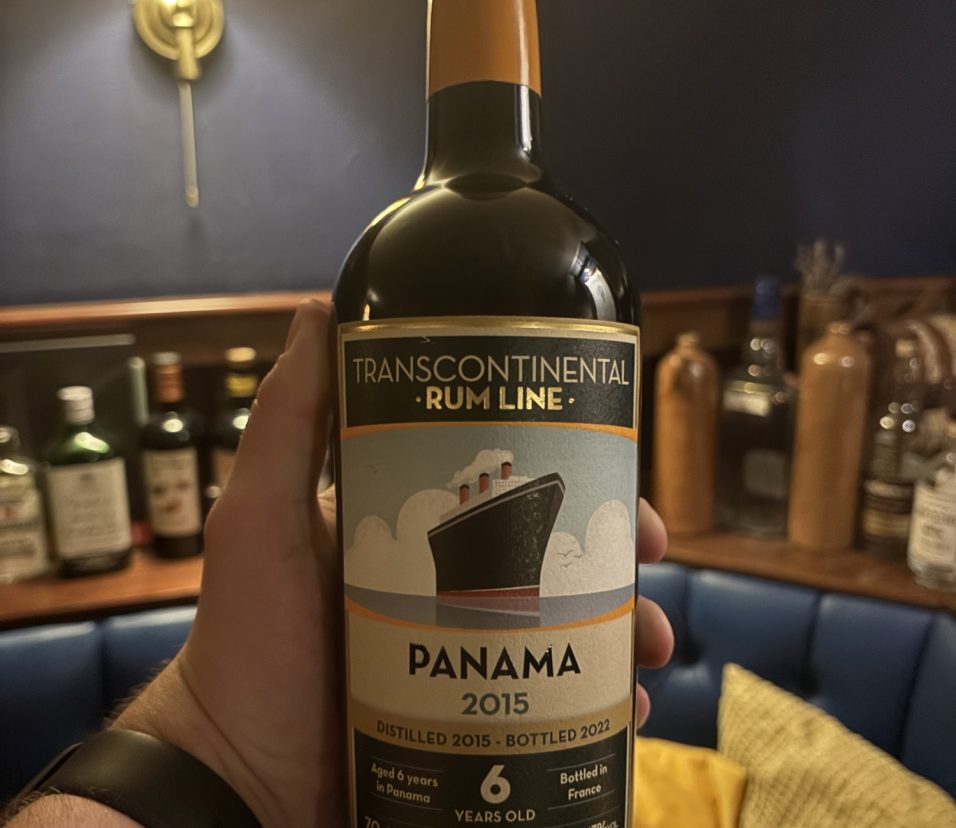 TRANSCONTINENTAL
·RUM LINE·
PANAMA
2015
DISTILLED 2015 - BOTTLED 2022
Aged 6 years
in Panama
6
YEARS OLD
Bottled in
France
70